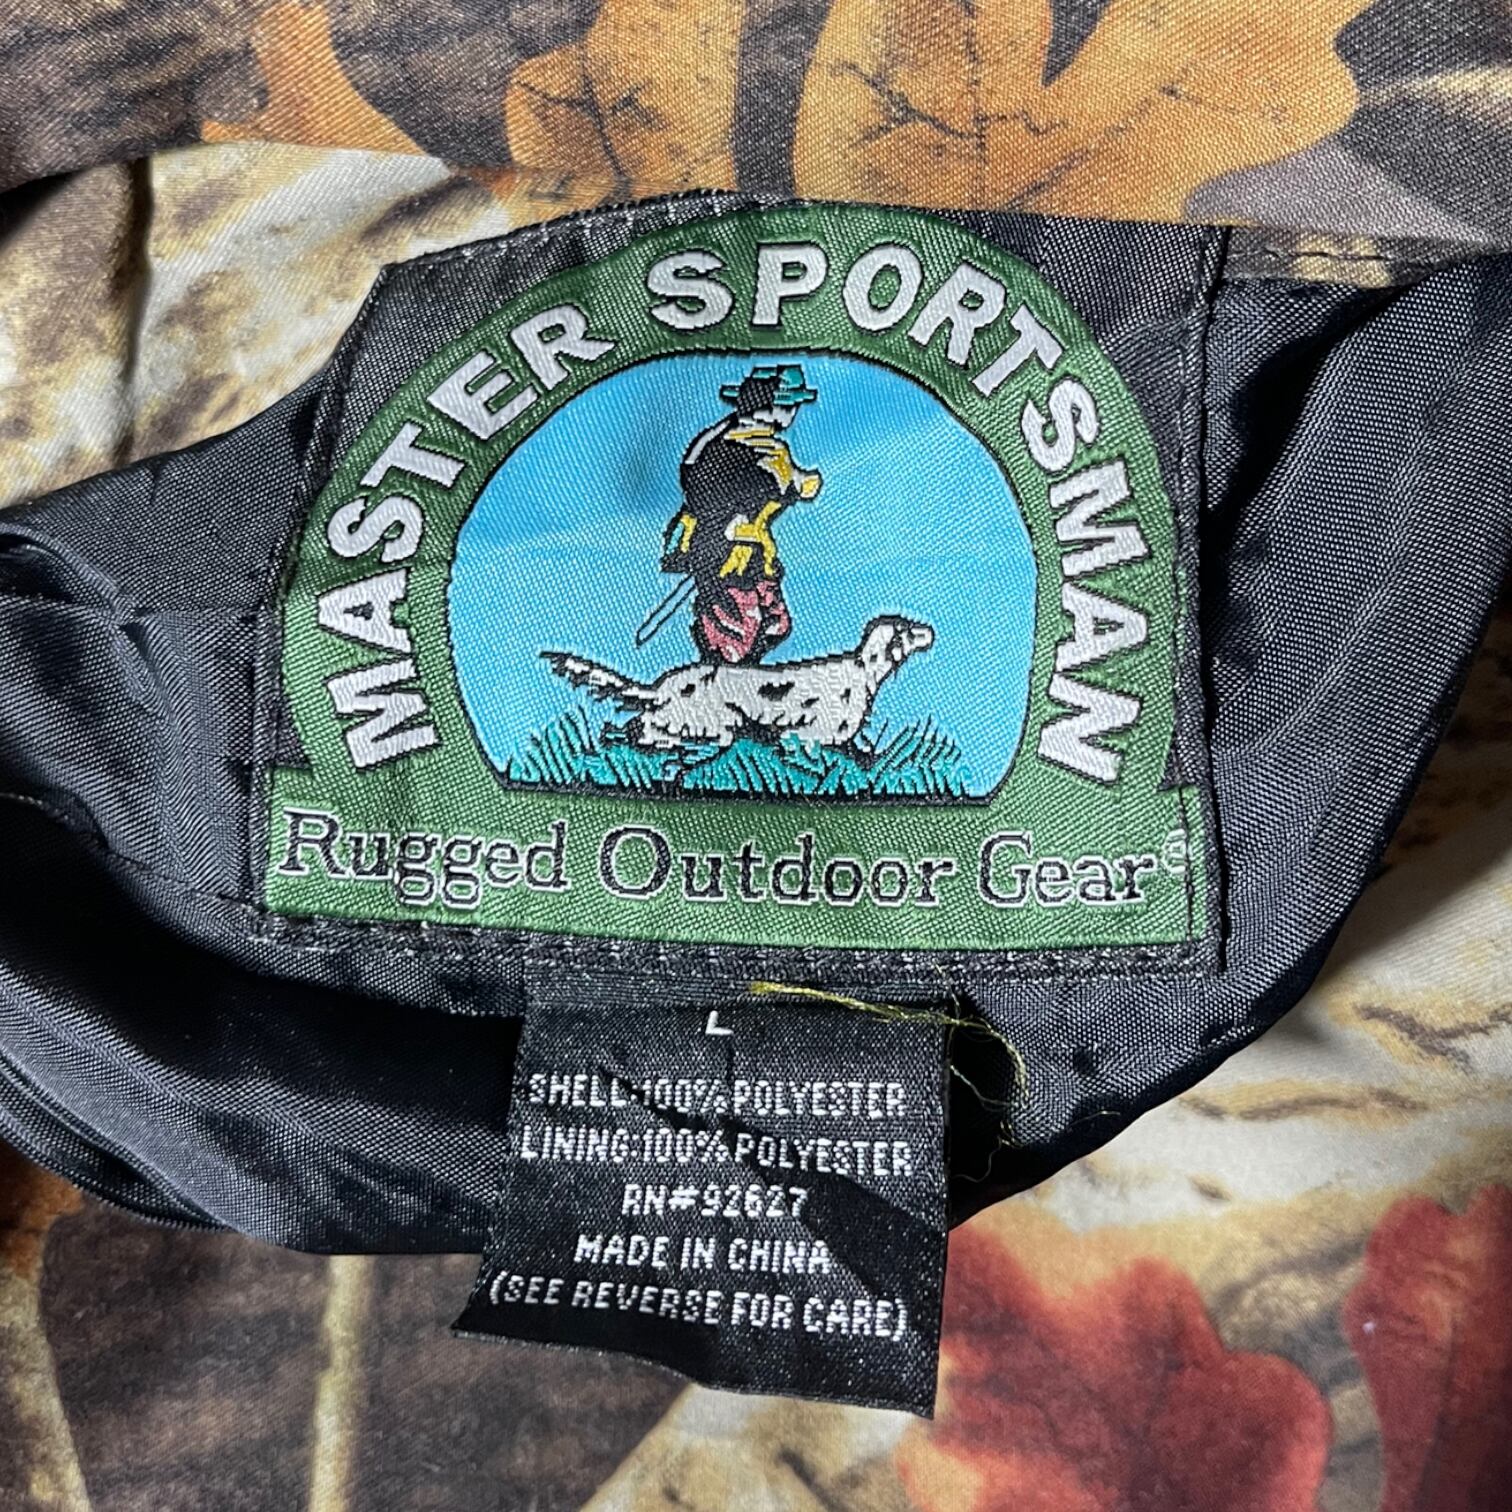 MASTER SPORTSMAN
Rugged Outdoor Gear®
L
SHELL:100% POLYESTER
LINING:100% POLYESTER
RN#92627
MADE IN CHINA
(SEE REVERSE FOR CARE)